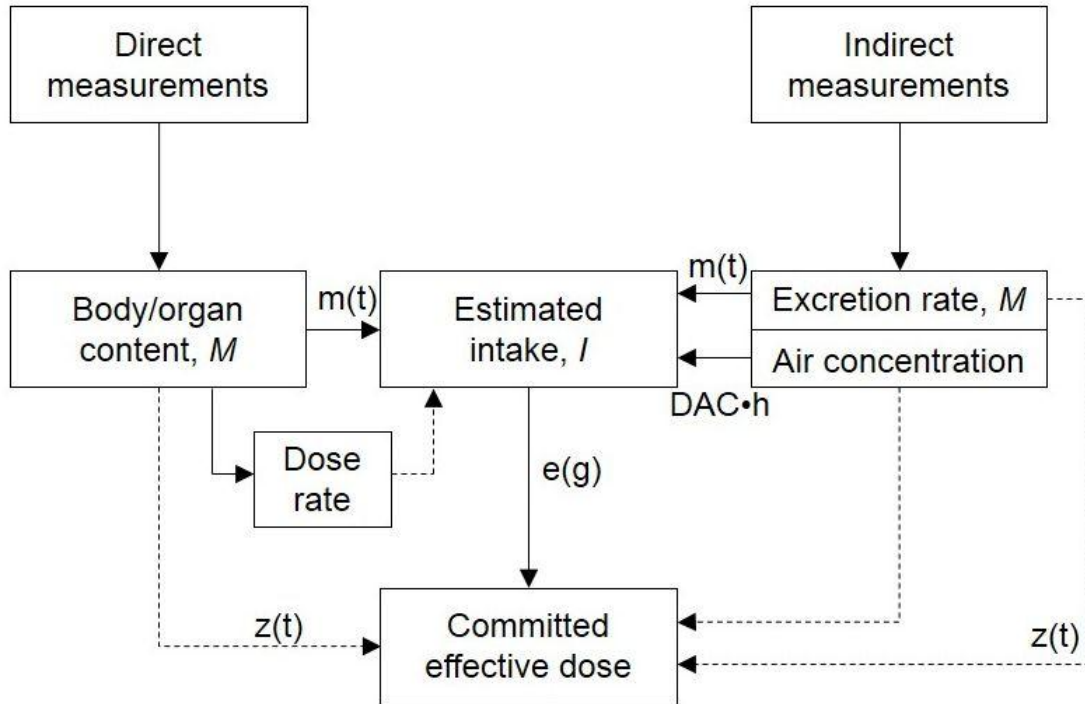 Direct
measurements
Indirect
measurements
Body/organ
content, M
m(t)
Estimated
intake, I
m(t)
Excretion rate, M
Air concentration
DAC•h
Dose
rate
e(g)
z(t)
Committed
effective dose
z(t)